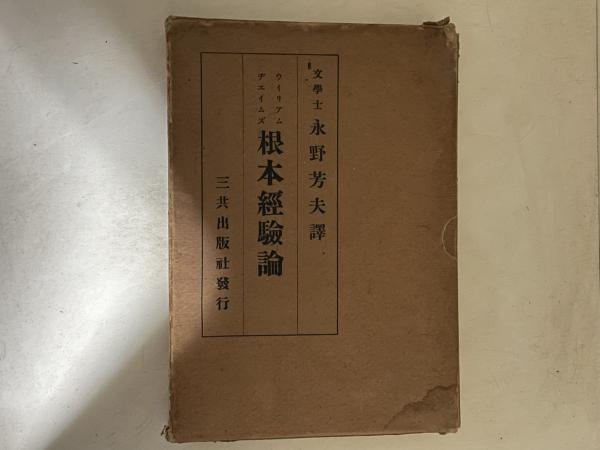 文學士 永野芳夫譯
ウイリアム
ヂエイムズ
根本經驗論
三共出版社發行